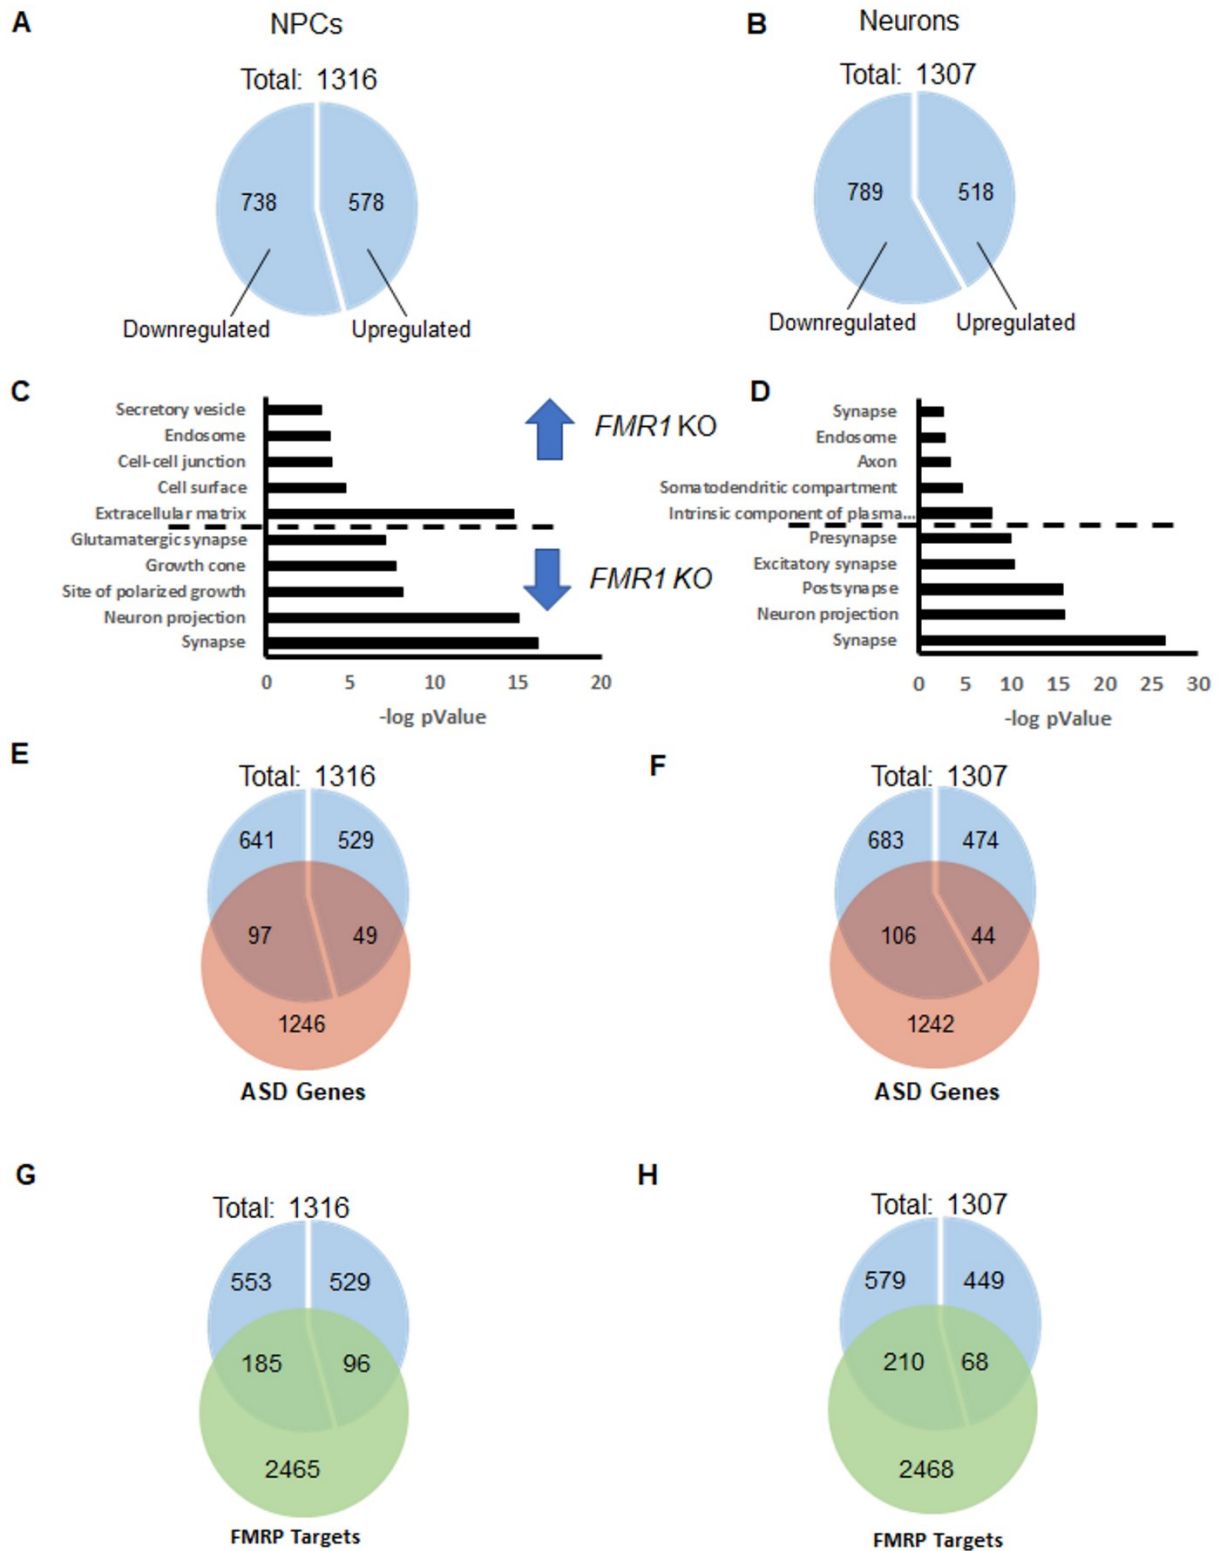 A
NPCs
Total: 1316
738
578
Downregulated
Upregulated
B
Neurons
Total: 1307
789
518
Downregulated
Upregulated
C
Secretory vesicle
Endosome
Cell-cell junction
Cell surface
Extracellular matrix
Glutamatergic synapse
Growth cone
Site of polarized growth
Neuron projection
Synapse
0 5 10 15 20
-log pValue
FMR1 KO
FMR1 KO
D
Synapse
Endosome
Axon
Somatodendritic compartment
Intrinsic component of plasma...
Presynapse
Excitatory synapse
Postsynapse
Neuron projection
Synapse
0 5 10 15 20 25 30
-log pValue
E
Total: 1316
641
529
97
49
1246
ASD Genes
F
Total: 1307
683
474
106
44
1242
ASD Genes
G
Total: 1316
553
529
185
96
2465
FMRP Targets
H
Total: 1307
579
449
210
68
2468
FMRP Targets